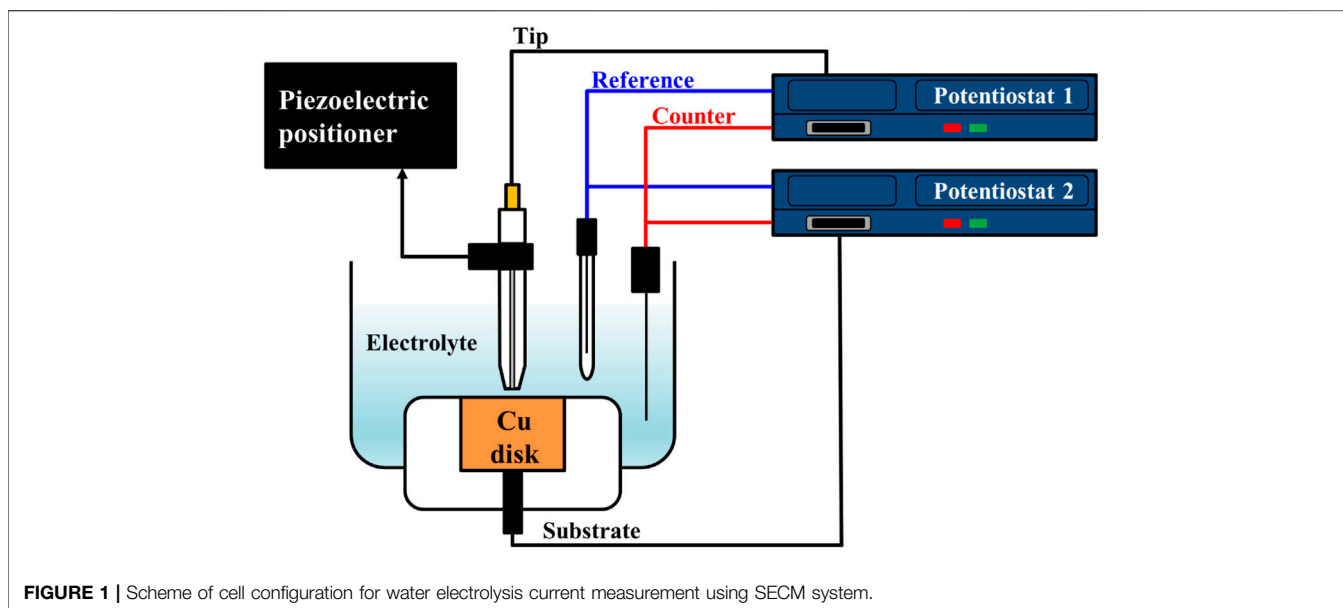 Tip
Piezoelectric
positioner
Reference
Potentiostat 1
Counter
Potentiostat 2
Electrolyte
Cu
disk
Substrate
FIGURE 1 | Scheme of cell configuration for water electrolysis current measurement using SECM system.